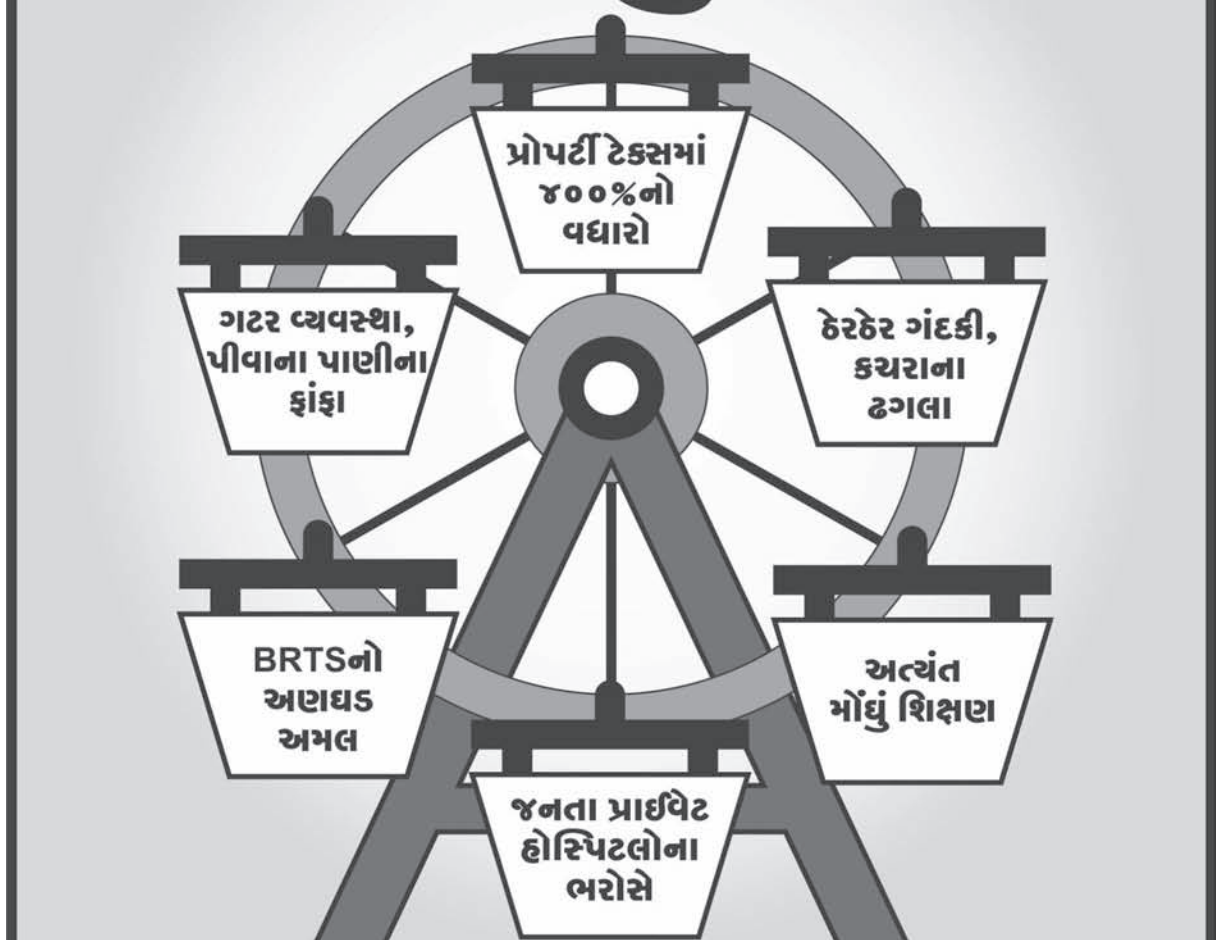 પ્રોપર્ટી ટેક્સમાં
૪૦૦%નો
વધારો
ગટર વ્યવસ્થા,
પીવાના પાણીના
ફાંફા
ઠેરઠેર ગંદકી,
કચરાના
ઢગલા
BRTSનો
અણઘડ
અમલ
અત્યંત
મોંઘું શિક્ષણ
જનતા પ્રાઈવેટ
હોસ્પિટલોના
ભરોસે